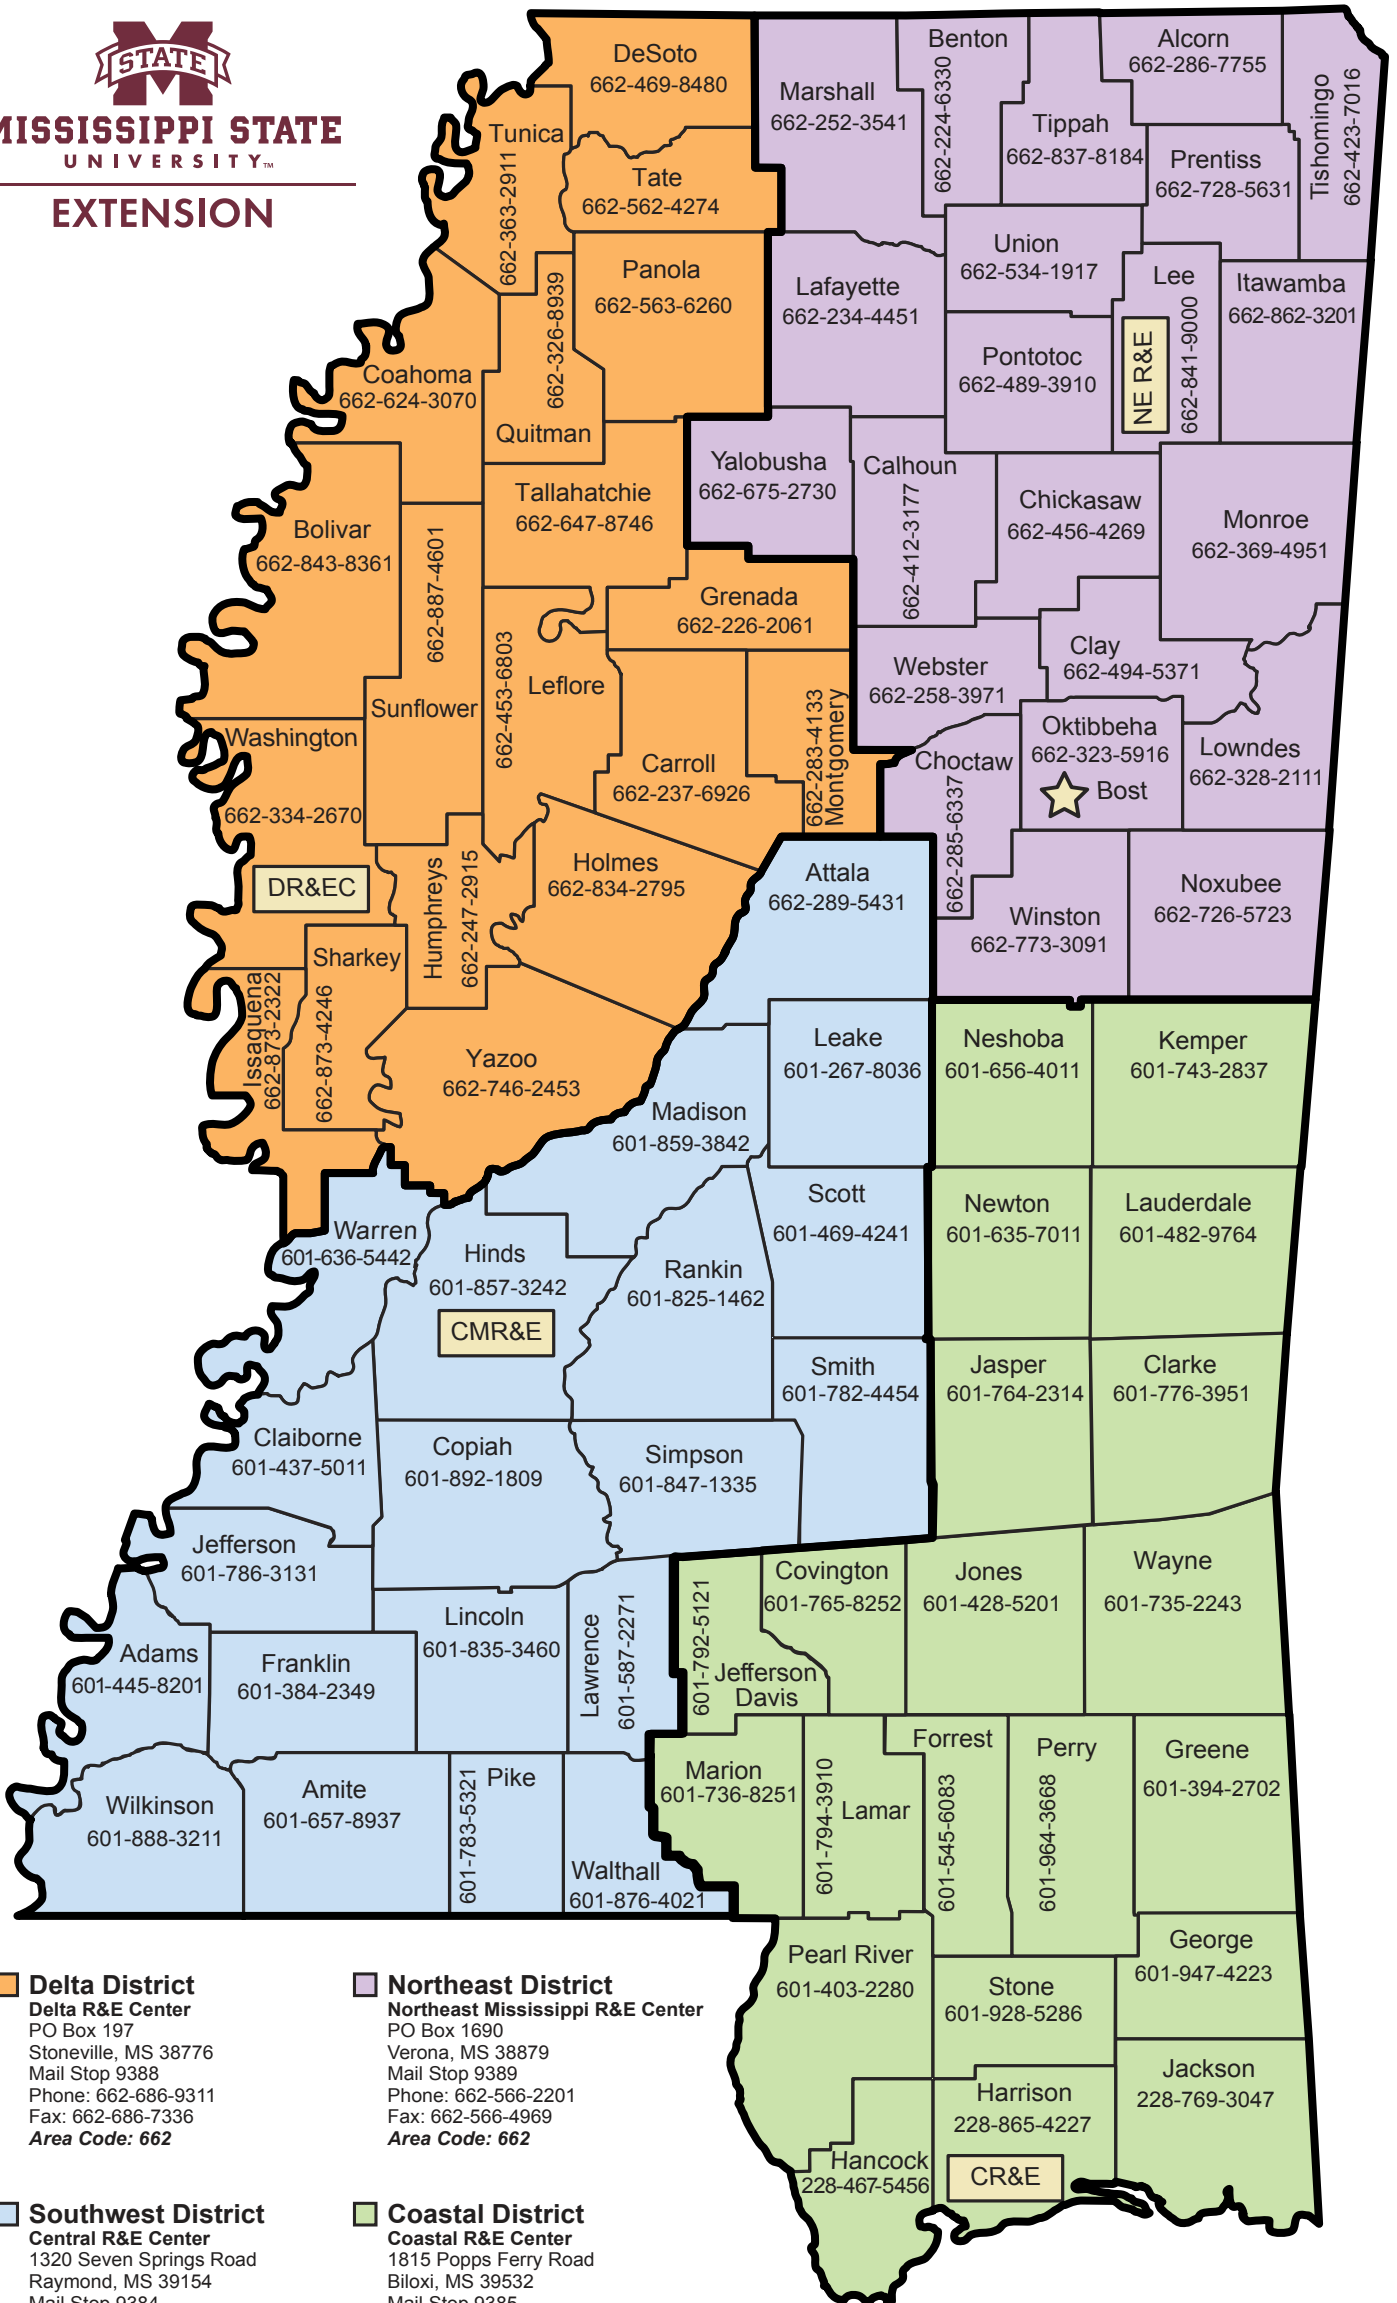 STATE
MISSISSIPPI STATE
UNIVERSITY™
EXTENSION
DeSoto
662-469-8480
Tunica
662-363-2911
Tate
662-562-4274
Panola
662-563-6260
Coahoma
662-624-3070
662-326-8939
Quitman
Bolivar
662-843-8361
Tallahatchie
662-647-8746
662-887-4601
Sunflower
Grenada
662-226-2061
662-453-6803
Leflore
Washington
662-334-2670
DR&EC
Carroll
662-237-6926
662-283-4133
Montgomery
Humphreys
662-247-2915
Holmes
662-834-2795
Sharkey
662-873-4246
Issaquena
662-873-2322
Yazoo
662-746-2453
Marshall
662-252-3541
Benton
662-224-6330
Tippah
662-837-8184
Alcorn
662-286-7755
Prentiss
662-728-5631
Tishomingo
662-423-7016
Lafayette
662-234-4451
Union
662-534-1917
Lee
662-841-9000
NE R&E
Itawamba
662-862-3201
Pontotoc
662-489-3910
Yalobusha
662-675-2730
Calhoun
662-412-3177
Chickasaw
662-456-4269
Monroe
662-369-4951
Webster
662-258-3971
Clay
662-494-5371
Choctaw
662-285-6337
Oktibbeha
662-323-5916
Bost
Lowndes
662-328-2111
Winston
662-773-3091
Noxubee
662-726-5723
Attala
662-289-5431
Leake
601-267-8036
Madison
601-859-3842
Scott
601-469-4241
Warren
601-636-5442
Hinds
601-857-3242
CMR&E
Rankin
601-825-1462
Smith
601-782-4454
Claiborne
601-437-5011
Copiah
601-892-1809
Simpson
601-847-1335
Jefferson
601-786-3131
Adams
601-445-8201
Franklin
601-384-2349
Lincoln
601-835-3460
Lawrence
601-587-2271
Wilkinson
601-888-3211
Amite
601-657-8937
Pike
601-783-5321
Walthall
601-876-4021
Neshoba
601-656-4011
Kemper
601-743-2837
Newton
601-635-7011
Lauderdale
601-482-9764
Jasper
601-764-2314
Clarke
601-776-3951
601-792-5121
Jefferson
Davis
Covington
601-765-8252
Jones
601-428-5201
Wayne
601-735-2243
Marion
601-736-8251
601-794-3910
Lamar
Forrest
601-545-6083
Perry
601-964-3668
Greene
601-394-2702
Pearl River
601-403-2280
Stone
601-928-5286
George
601-947-4223
Hancock
228-467-5456
Harrison
228-865-4227
CR&E
Jackson
228-769-3047
Delta District
Delta R&E Center
PO Box 197
Stoneville, MS 38776
Mail Stop 9388
Phone: 662-686-9311
Fax: 662-686-7336
Area Code: 662
Northeast District
Northeast Mississippi R&E Center
PO Box 1690
Verona, MS 38879
Mail Stop 9389
Phone: 662-566-2201
Fax: 662-566-4969
Area Code: 662
Southwest District
Central R&E Center
1320 Seven Springs Road
Raymond, MS 39154
Mail Stop 9384
Coastal District
Coastal R&E Center
1815 Popps Ferry Road
Biloxi, MS 39532
Mail Stop 9385